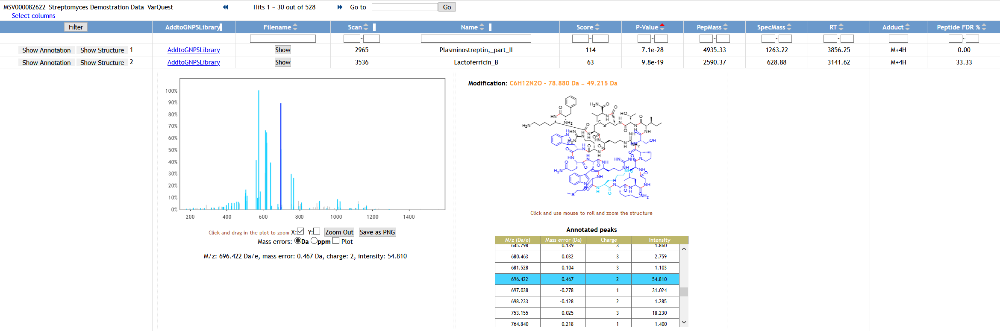 MSV000082622_Streptomyces Demostration Data_VarQuest Hits 1 ~ 30 out of 528 Go to Go
Select columns
Filter AddtoGNPSLibrary Filename Scan Name Score P-Value PepMass SpecMass RT Adduct Peptide FDR %
~ ~ ~ ~ ~ ~ ~
Show Annotation Show Structure 1 AddtoGNPSLibrary Show 2965 Plasminostreptin,_part_II 114 7.1e-28 4935.33 1263.22 3856.25 M+4H 0.00
Show Annotation Show Structure 2 AddtoGNPSLibrary Show 3536 Lactoferricin_B 63 9.8e-19 2590.37 628.88 3141.62 M+4H 33.33
100%
90%
80%
70%
60%
50%
40%
30%
20%
10%
0%
200 400 600 800 1000 1200 1400
Click and drag in the plot to zoom X: Y: Zoom Out Save as PNG
Mass errors: Da ppm Plot
M/z: 696.422 Da/e, mass error: 0.467 Da, charge: 2, intensity: 54.810
Modification: C6H12N2O - 78.880 Da = 49.215 Da
Click and use mouse to roll and zoom the structure
Annotated peaks
M/z (Da/e) Mass error (Da) Charge Intensity
645.798 0.139 3 1.860
680.463 0.032 3 2.759
681.528 0.104 3 1.103
696.422 0.467 2 54.810
697.038 -0.278 1 31.024
698.233 -0.128 2 1.285
753.155 0.025 3 18.230
764.840 0.218 1 1.400